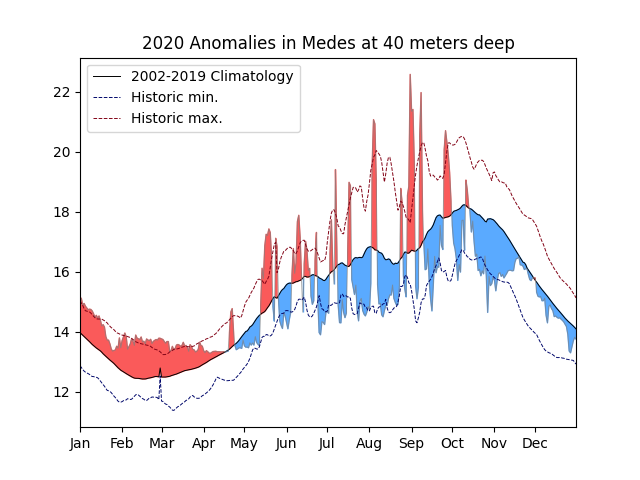 2020 Anomalies in Medes at 40 meters deep
2002-2019 Climatology
Historic min.
Historic max.
22
20
18
16
14
12
Jan Feb Mar Apr May Jun Jul Aug Sep Oct Nov Dec